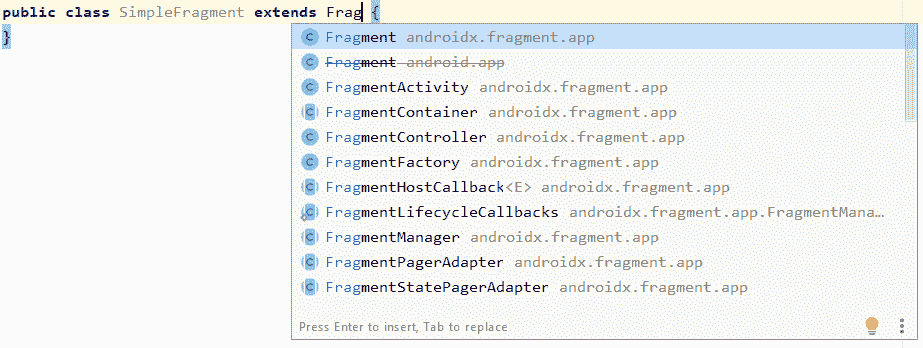 public class SimpleFragment extends Frag {
}
C Fragment androidx.fragment.app
C Fragment android.app
C FragmentActivity androidx.fragment.app
C FragmentContainer androidx.fragment.app
C FragmentController androidx.fragment.app
C FragmentFactory androidx.fragment.app
C FragmentHostCallback<E> androidx.fragment.app
C FragmentLifecycleCallbacks androidx.fragment.app.FragmentMana…
C FragmentManager androidx.fragment.app
C FragmentPagerAdapter androidx.fragment.app
C FragmentStatePagerAdapter androidx.fragment.app
Press Enter to insert, Tab to replace